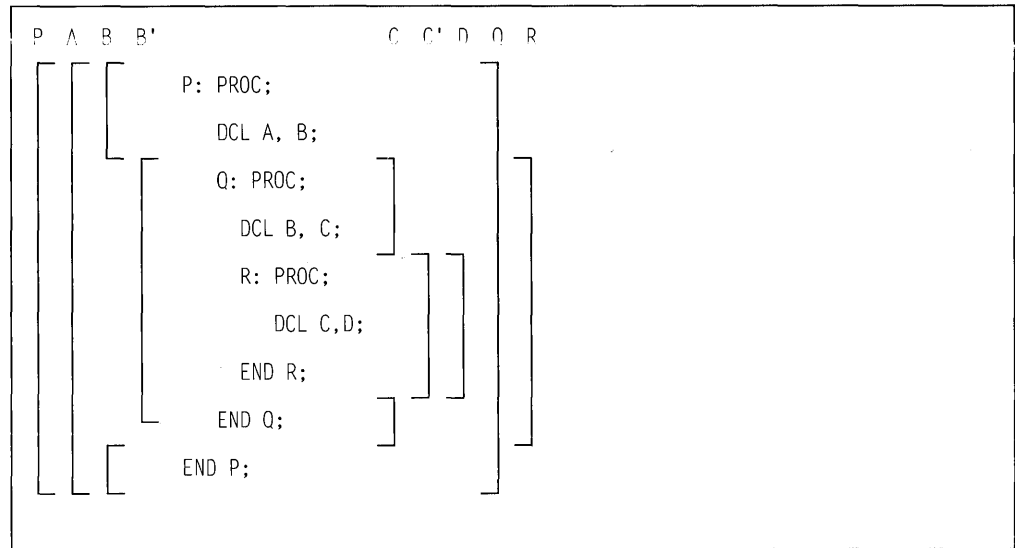 P A B B' C C' D Q R
P: PROC;
DCL A, B;
Q: PROC;
DCL B, C;
R: PROC;
DCL C,D;
END R;
END Q;
END P;